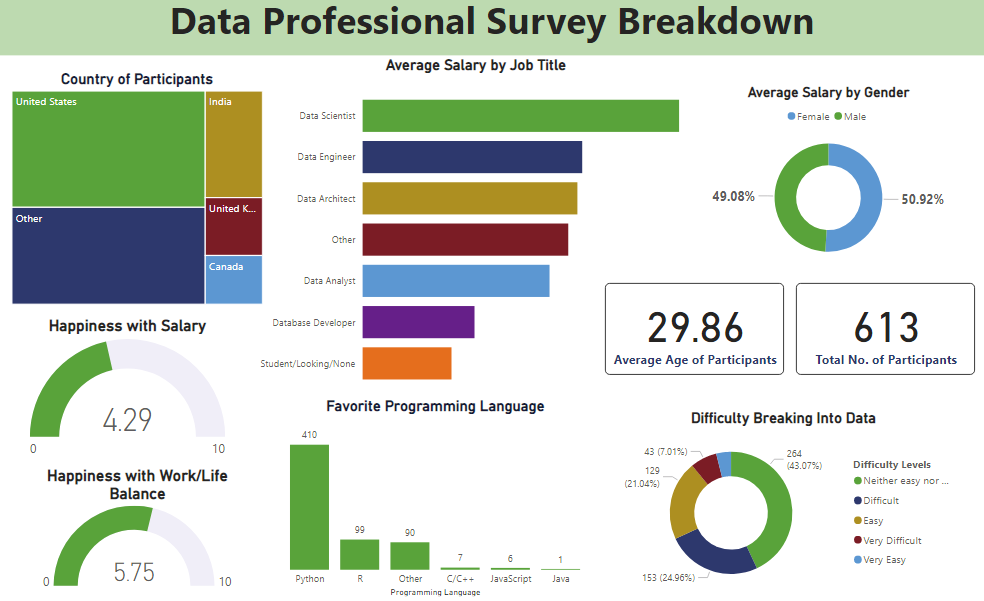 Data Professional Survey Breakdown
Country of Participants
United States
India
Other
United K...
Canada
Average Salary by Job Title
Data Scientist
Data Engineer
Data Architect
Other
Data Analyst
Database Developer
Student/Looking/None
Average Salary by Gender
Female Male
49.08%
50.92%
29.86
Average Age of Participants
613
Total No. of Participants
Happiness with Salary
4.29
0
10
Happiness with Work/Life
Balance
5.75
0
10
Favorite Programming Language
410
99
90
7
6
1
Python
R
Other
C/C++
JavaScript
Java
Programming Language
Difficulty Breaking Into Data
43 (7.01%)
264
(43.07%)
129
(21.04%)
153 (24.96%)
Difficulty Levels
Neither easy nor ...
Difficult
Easy
Very Difficult
Very Easy